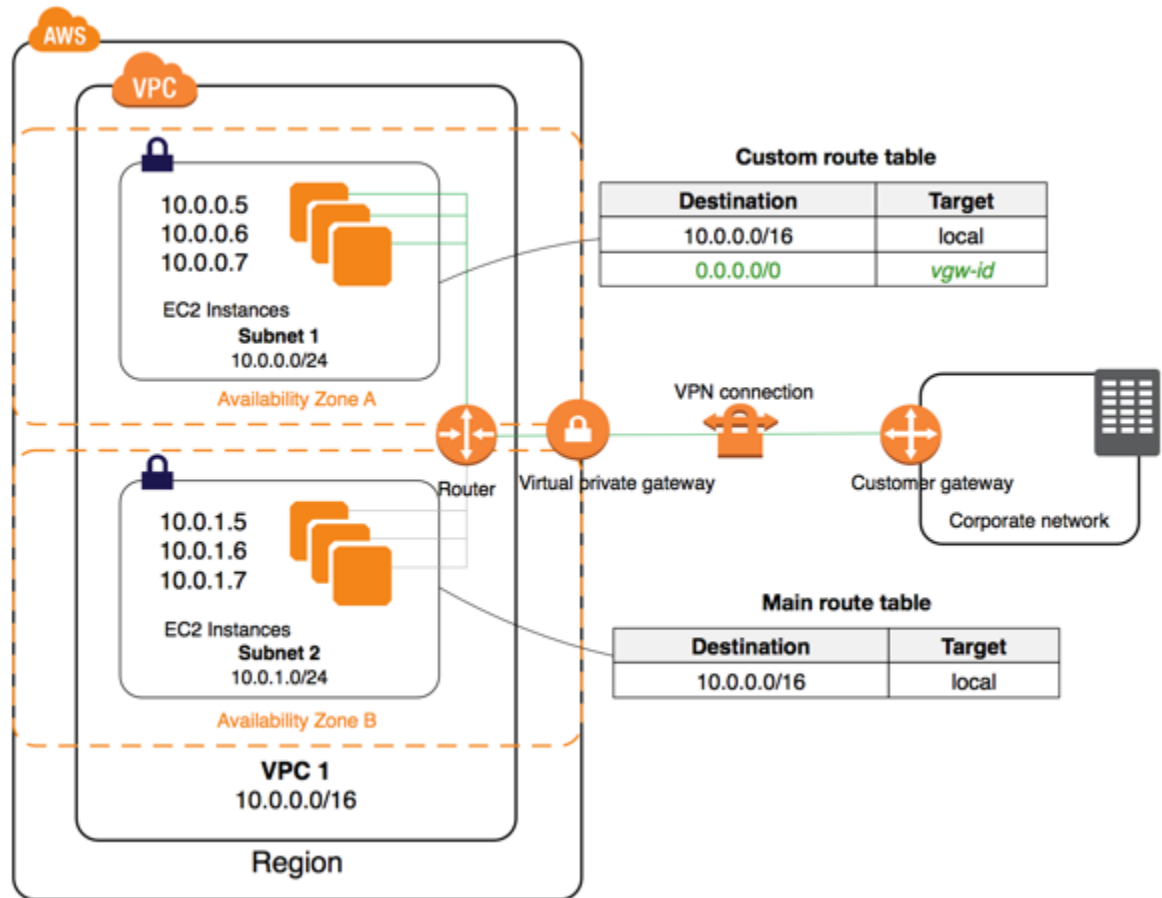 AWS
VPC
10.0.0.5
10.0.0.6
10.0.0.7
EC2 Instances
Subnet 1
10.0.0.0/24
Availability Zone A
Custom route table
Destination Target
10.0.0.0/16 local
0.0.0.0/0 vgw-id
VPN connection
Router
Virtual private gateway
Customer gateway
Corporate network
10.0.1.5
10.0.1.6
10.0.1.7
EC2 Instances
Subnet 2
10.0.1.0/24
Availability Zone B
Main route table
Destination Target
10.0.0.0/16 local
VPC 1
10.0.0.0/16
Region